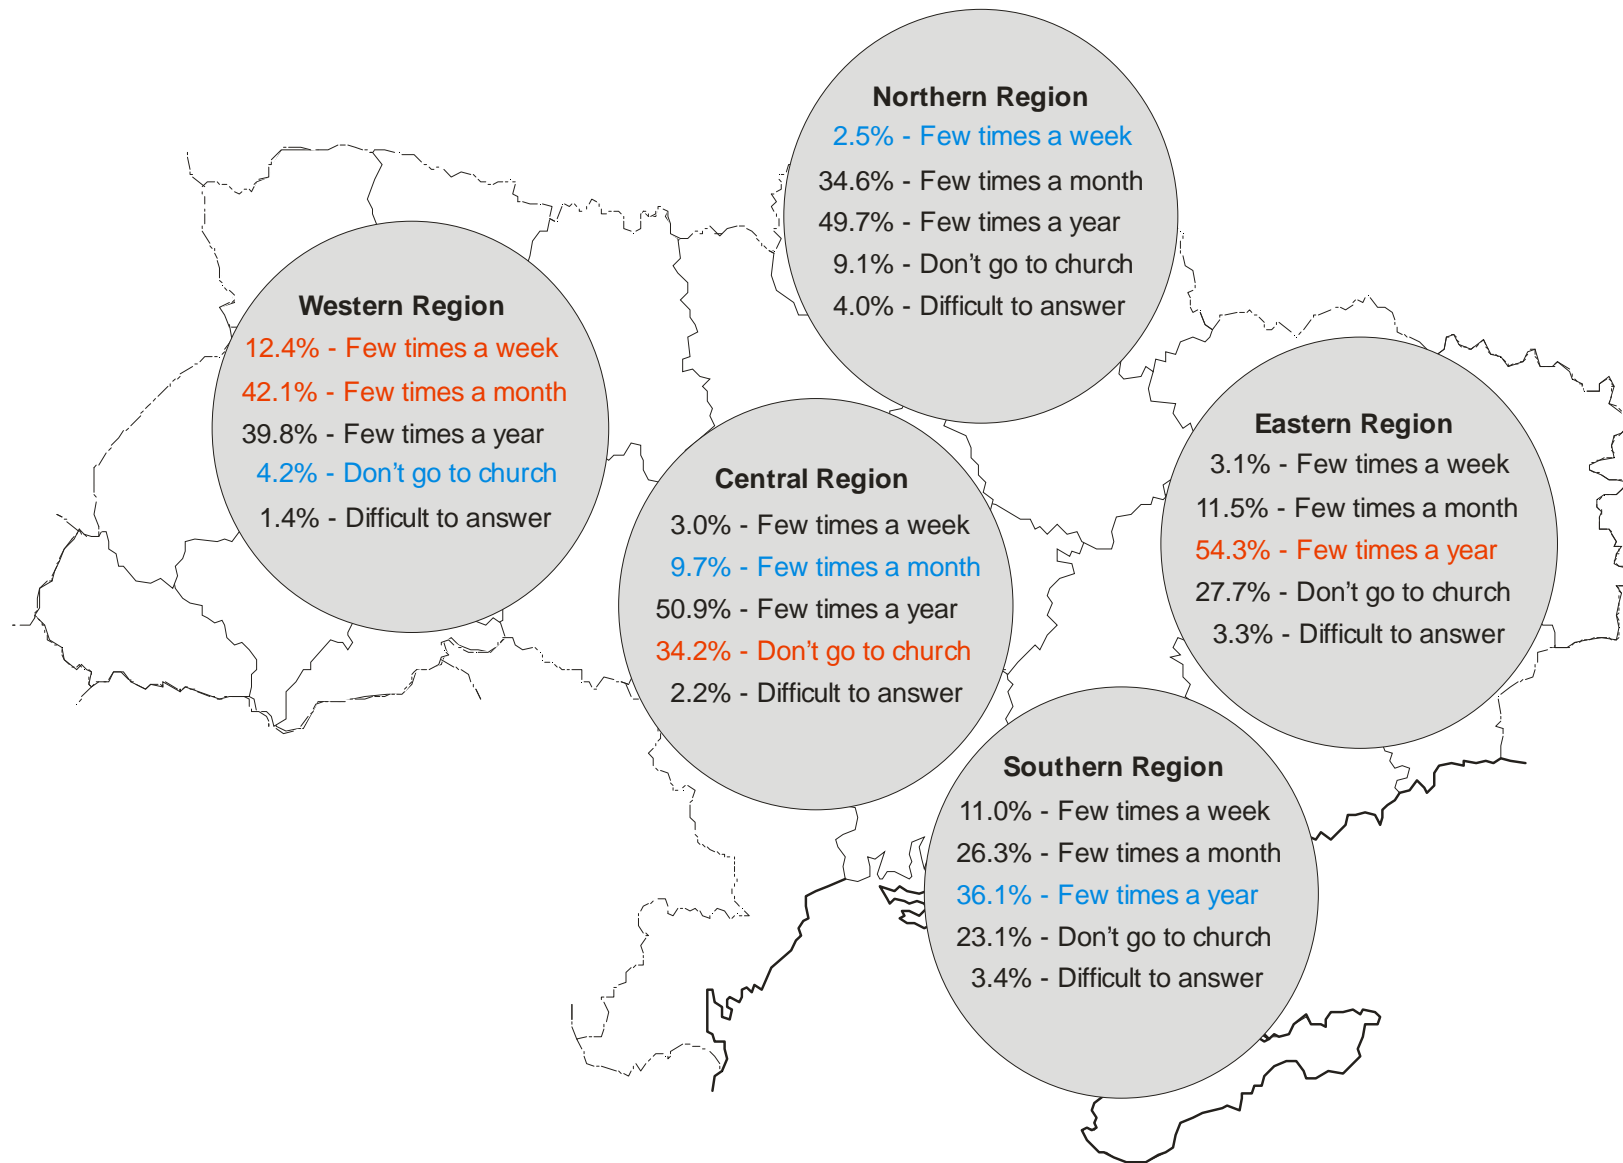 Northern Region
2.5% - Few times a week
34.6% - Few times a month
49.7% - Few times a year
9.1% - Don't go to church
4.0% - Difficult to answer
Western Region
12.4% - Few times a week
42.1% - Few times a month
39.8% - Few times a year
4.2% - Don't go to church
1.4% - Difficult to answer
Central Region
3.0% - Few times a week
9.7% - Few times a month
50.9% - Few times a year
34.2% - Don't go to church
2.2% - Difficult to answer
Eastern Region
3.1% - Few times a week
11.5% - Few times a month
54.3% - Few times a year
27.7% - Don't go to church
3.3% - Difficult to answer
Southern Region
11.0% - Few times a week
26.3% - Few times a month
36.1% - Few times a year
23.1% - Don't go to church
3.4% - Difficult to answer